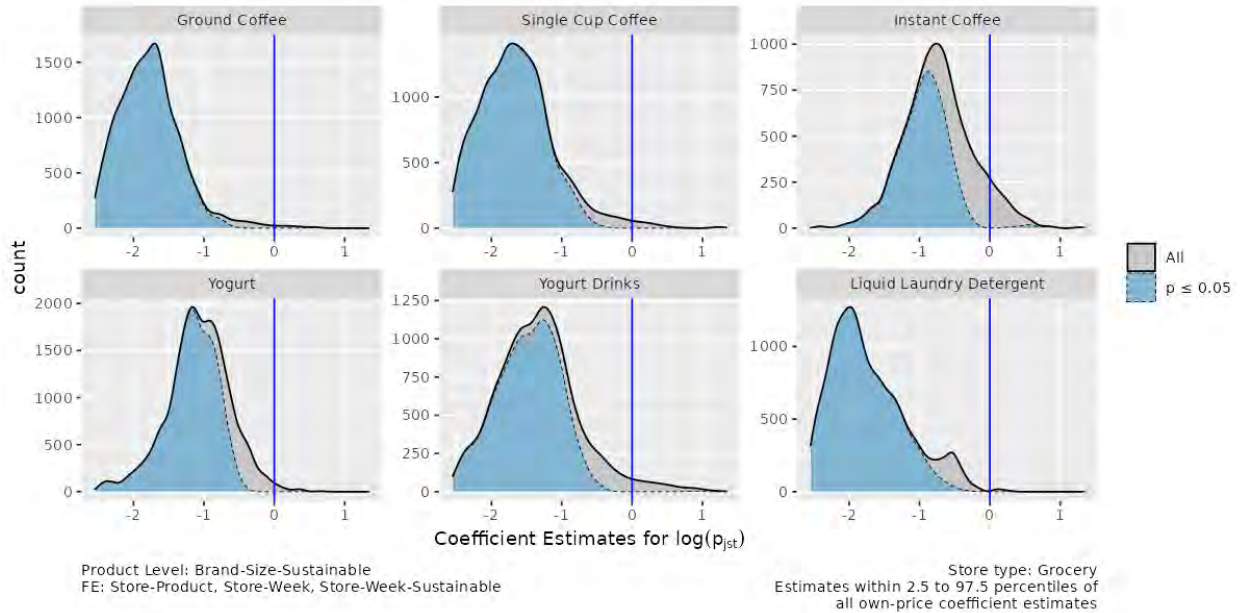 Ground Coffee
Single Cup Coffee
Instant Coffee
1500
1000
500
0
-2 -1 0 1
1000
500
0
-2 -1 0 1
1000
750
500
250
0
-2 -1 0 1
count
Yogurt
Yogurt Drinks
Liquid Laundry Detergent
2000
1500
1000
500
0
-2 -1 0 1
1250
1000
750
500
250
0
-2 -1 0 1
1000
500
0
-2 -1 0 1
All
p ≤ 0.05
Coefficient Estimates for log(p_jst)
Product Level: Brand-Size-Sustainable
FE: Store-Product, Store-Week, Store-Week-Sustainable
Store type: Grocery
Estimates within 2.5 to 97.5 percentiles of
all own-price coefficient estimates